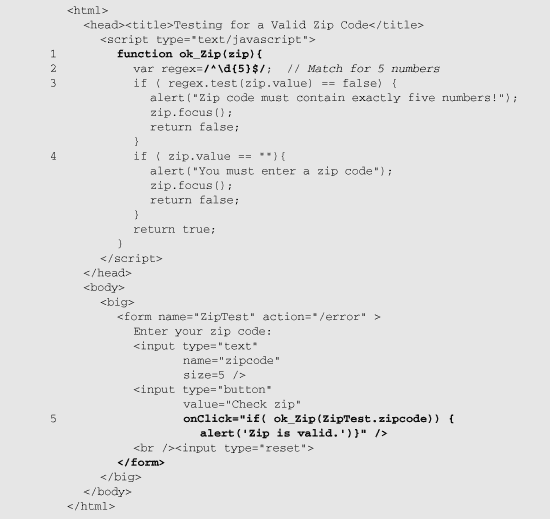 <html>
<head><title>Testing for a Valid Zip Code</title>
<script type="text/javascript">
1 function ok_Zip(zip){
2 var regex=/^\d{5}$/; // Match for 5 numbers
3 if ( regex.test(zip.value) == false) {
alert("Zip code must contain exactly five numbers!");
zip.focus();
return false;
}
4 if ( zip.value == ""){
alert("You must enter a zip code");
zip.focus();
return false;
}
return true;
}
</script>
</head>
<body>
<big>
<form name="ZipTest" action="/error" >
Enter your zip code:
<input type="text"
name="zipcode"
size=5 />
<input type="button"
value="Check zip"
5 onClick="if( ok_Zip(ZipTest.zipcode)) {
alert('Zip is valid.')}" />
<br /><input type="reset">
</form>
</big>
</body>
</html>